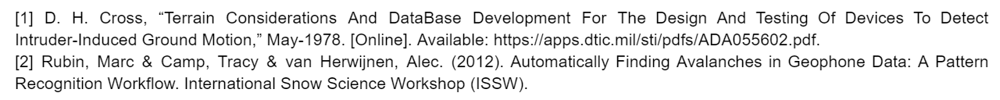 [1] D. H. Cross, “Terrain Considerations And DataBase Development For The Design And Testing Of Devices To Detect
Intruder-Induced Ground Motion,” May-1978. [Online]. Available: https://apps.dtic.mil/sti/pdfs/ADA055602.pdf.
[2] Rubin, Marc & Camp, Tracy & van Herwijnen, Alec. (2012). Automatically Finding Avalanches in Geophone Data: A Pattern
Recognition Workflow. International Snow Science Workshop (ISSW).